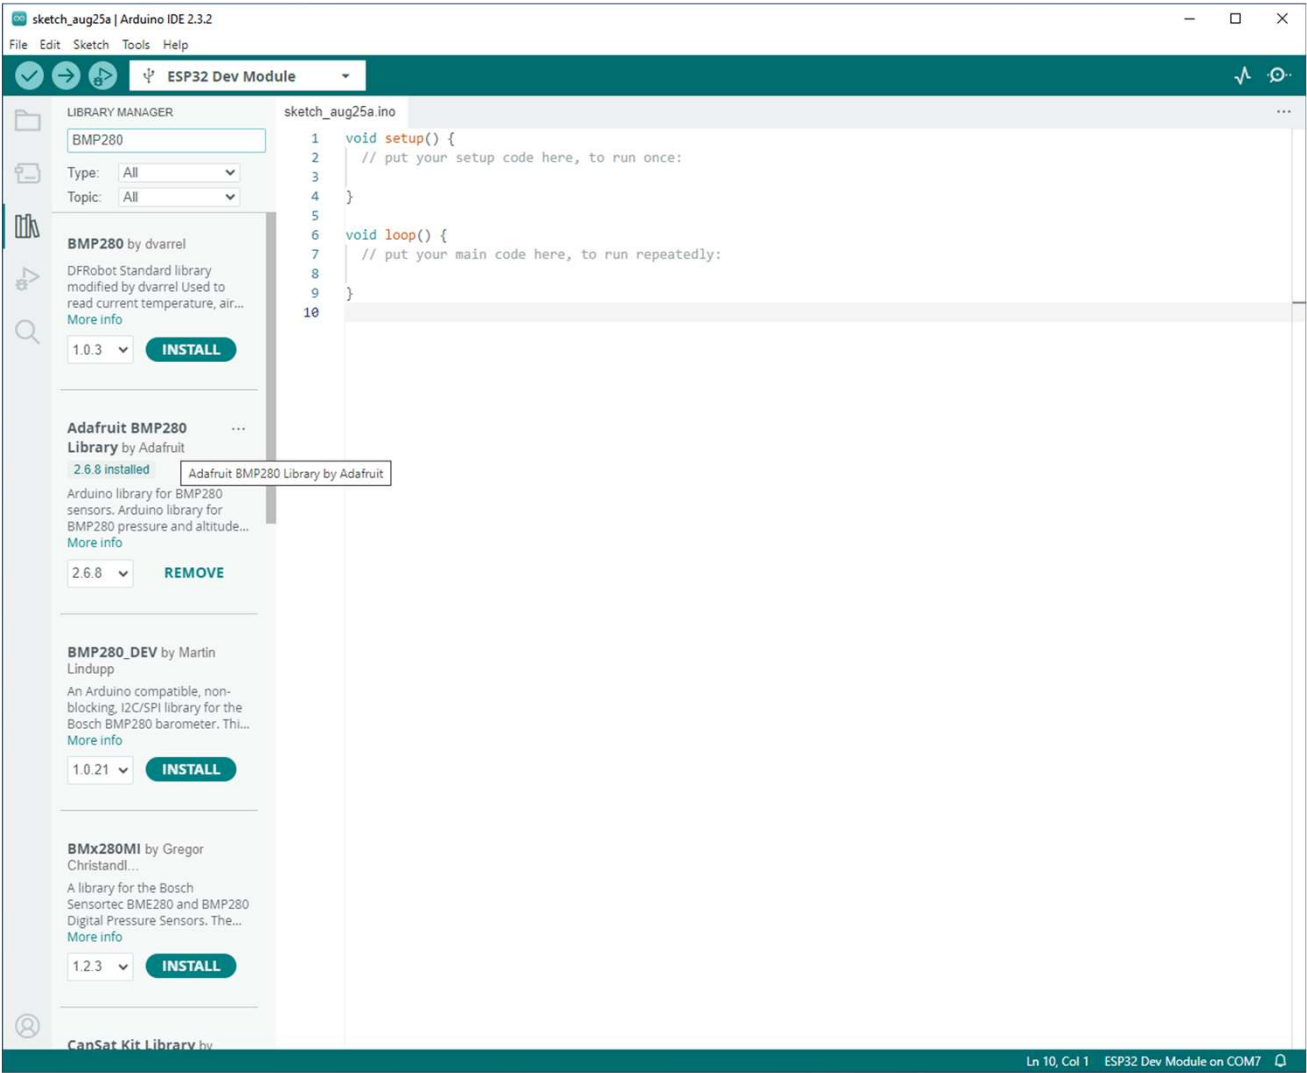 sketch_aug25a | Arduino IDE 2.3.2
File Edit Sketch Tools Help
ESP32 Dev Module
LIBRARY MANAGER
BMP280
Type: All
Topic: All
BMP280 by dvarrel
DFRobot Standard library
modified by dvarrel Used to
read current temperature, air...
More info
1.0.3 INSTALL
Adafruit BMP280 ...
Library by Adafruit
2.6.8 installed
Adafruit BMP280 Library by Adafruit
Arduino library for BMP280
sensors. Arduino library for
BMP280 pressure and altitude...
More info
2.6.8 REMOVE
BMP280_DEV by Martin
Lindupp
An Arduino compatible, non-
blocking, I2C/SPI library for the
Bosch BMP280 barometer. Thi...
More info
1.0.21 INSTALL
BMx280MI by Gregor
Christandl...
A library for the Bosch
Sensortec BME280 and BMP280
Digital Pressure Sensors. The...
More info
1.2.3 INSTALL
CanSat Kit Library by
sketch_aug25a.ino ...
1 void setup() {
2 // put your setup code here, to run once:
3
4 }
5
6 void loop() {
7 // put your main code here, to run repeatedly:
8
9 }
10
Ln 10, Col 1 ESP32 Dev Module on COM7